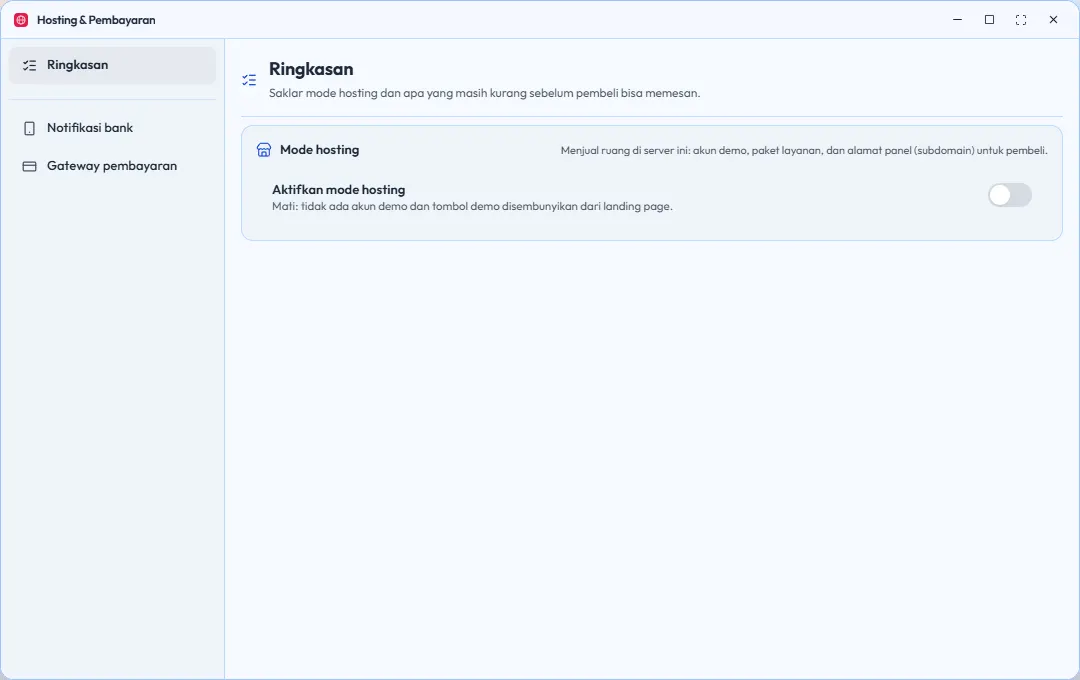 Hosting & Pembayaran
Ringkasan
Notifikasi bank
Gateway pembayaran
Ringkasan
Saklar mode hosting dan apa yang masih kurang sebelum pembeli bisa memesan.
Mode hosting
Menjual ruang di server ini: akun demo, paket layanan, dan alamat panel (subdomain) untuk pembeli.
Aktifkan mode hosting
Mati: tidak ada akun demo dan tombol demo disembunyikan dari landing page.